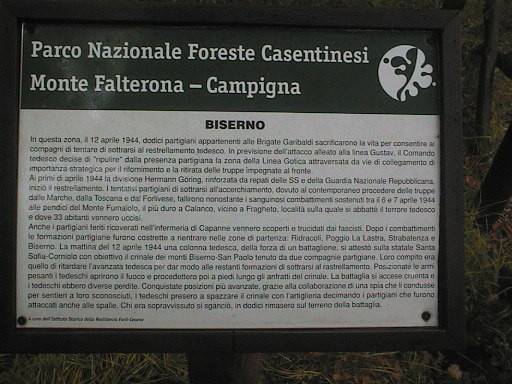 Parco Nazionale Foreste Casentinesi
Monte Falterona – Campigna
BISERNO
In questa zona, il 12 aprile 1944, dodici partigiani appartenenti alle Brigate Garibaldi sacrificarono la vita per consentire ai
compagni di tentare di sottrarsi al restrellamento tedesco. In previsione dell'attacco alleato alla linea Gustav, il Comando
tedesco decise di "ripulire" dalla presenza partigiana la zona della Linea Gotica attraversata da vie di collegamento di
importanza strategica per il rifornimento e la ritirata delle truppe impegnate al fronte.
Ai primi di aprile 1944 la divisione Hermann Göring, rinforzata da repati delle SS e della Guardia Nazionale Repubblicana,
iniziò il restrellamento. I tentativi partigiani di sottrarsi all'accerchiamento, dovuto al contemporaneo procedere delle truppe
dalle Marche, dalla Toscana e dal Forlivese, fallirono nonostante i sanguinosi combattimenti sostenuti tra il 6 e 7 aprile 1944
alle pendici del Monte Fumaiolo, il più duro a Calanco, vicino a Fragheto, località sulla quale si abbatté il terrore tedesco
e dove 33 abitanti vennero uccisi.
Anche i partigiani feriti ricoverati nell'infermeria di Capanne vennero scoperti e trucidati dai fascisti. Dopo i combattimenti
le formazioni partigiane furono costrette a rientrare nelle zone di partenza: Ridracoli, Poggio La Lastra, Strabatenza e
Biserno. La mattina del 12 aprile 1944 una colonna tedesca, della forza di un battaglione, si attestò sulla statale Santa
Sofia-Corniolo con obiettivo il crinale dei monti Biserno-San Paolo tenuto da due compagnie partigiane. Loro compito era
quello di ritardare l'avanzata tedesca per dar modo alle restanti formazioni di sottrarsi al restrellamento. Posizionate le armi
pesanti i tedeschi aprirono il fuoco e procedettero poi a piedi lungo gli anfratti del crinale. La battaglia si accese cruenta e
i tedeschi ebbero diverse perdite. Conquistate posizioni più avanzate, grazie alla collaborazione di una spia che li condusse
per sentieri a loro sconosciuti, i tedeschi presero a spazzare il crinale con l'artiglieria decimando i partigiani che furono
attaccati anche alle spalle. Chi era sopravvissuto si sganciò, in dodici rimasero sul terreno della battaglia.
A cura dell'Istituto Storico della Resistenza Forlì-Cesena